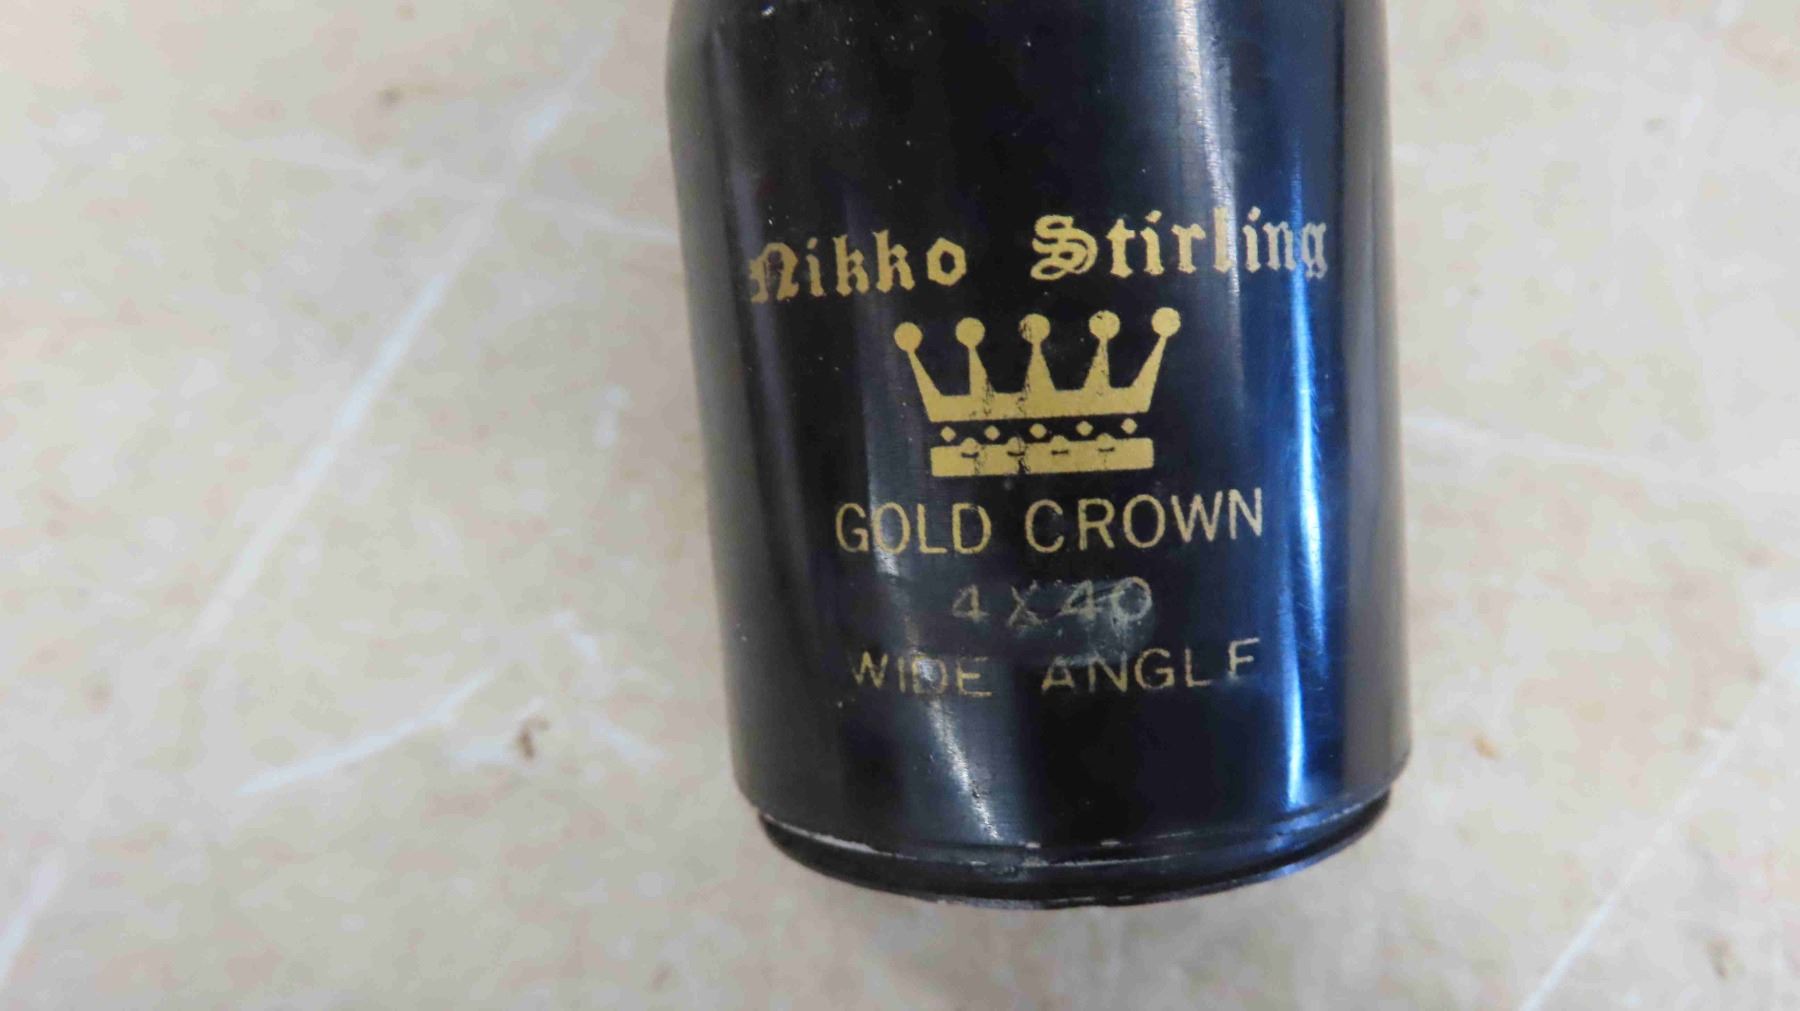 Nikko Stirling
GOLD CROWN
4X40
WIDE ANGLE